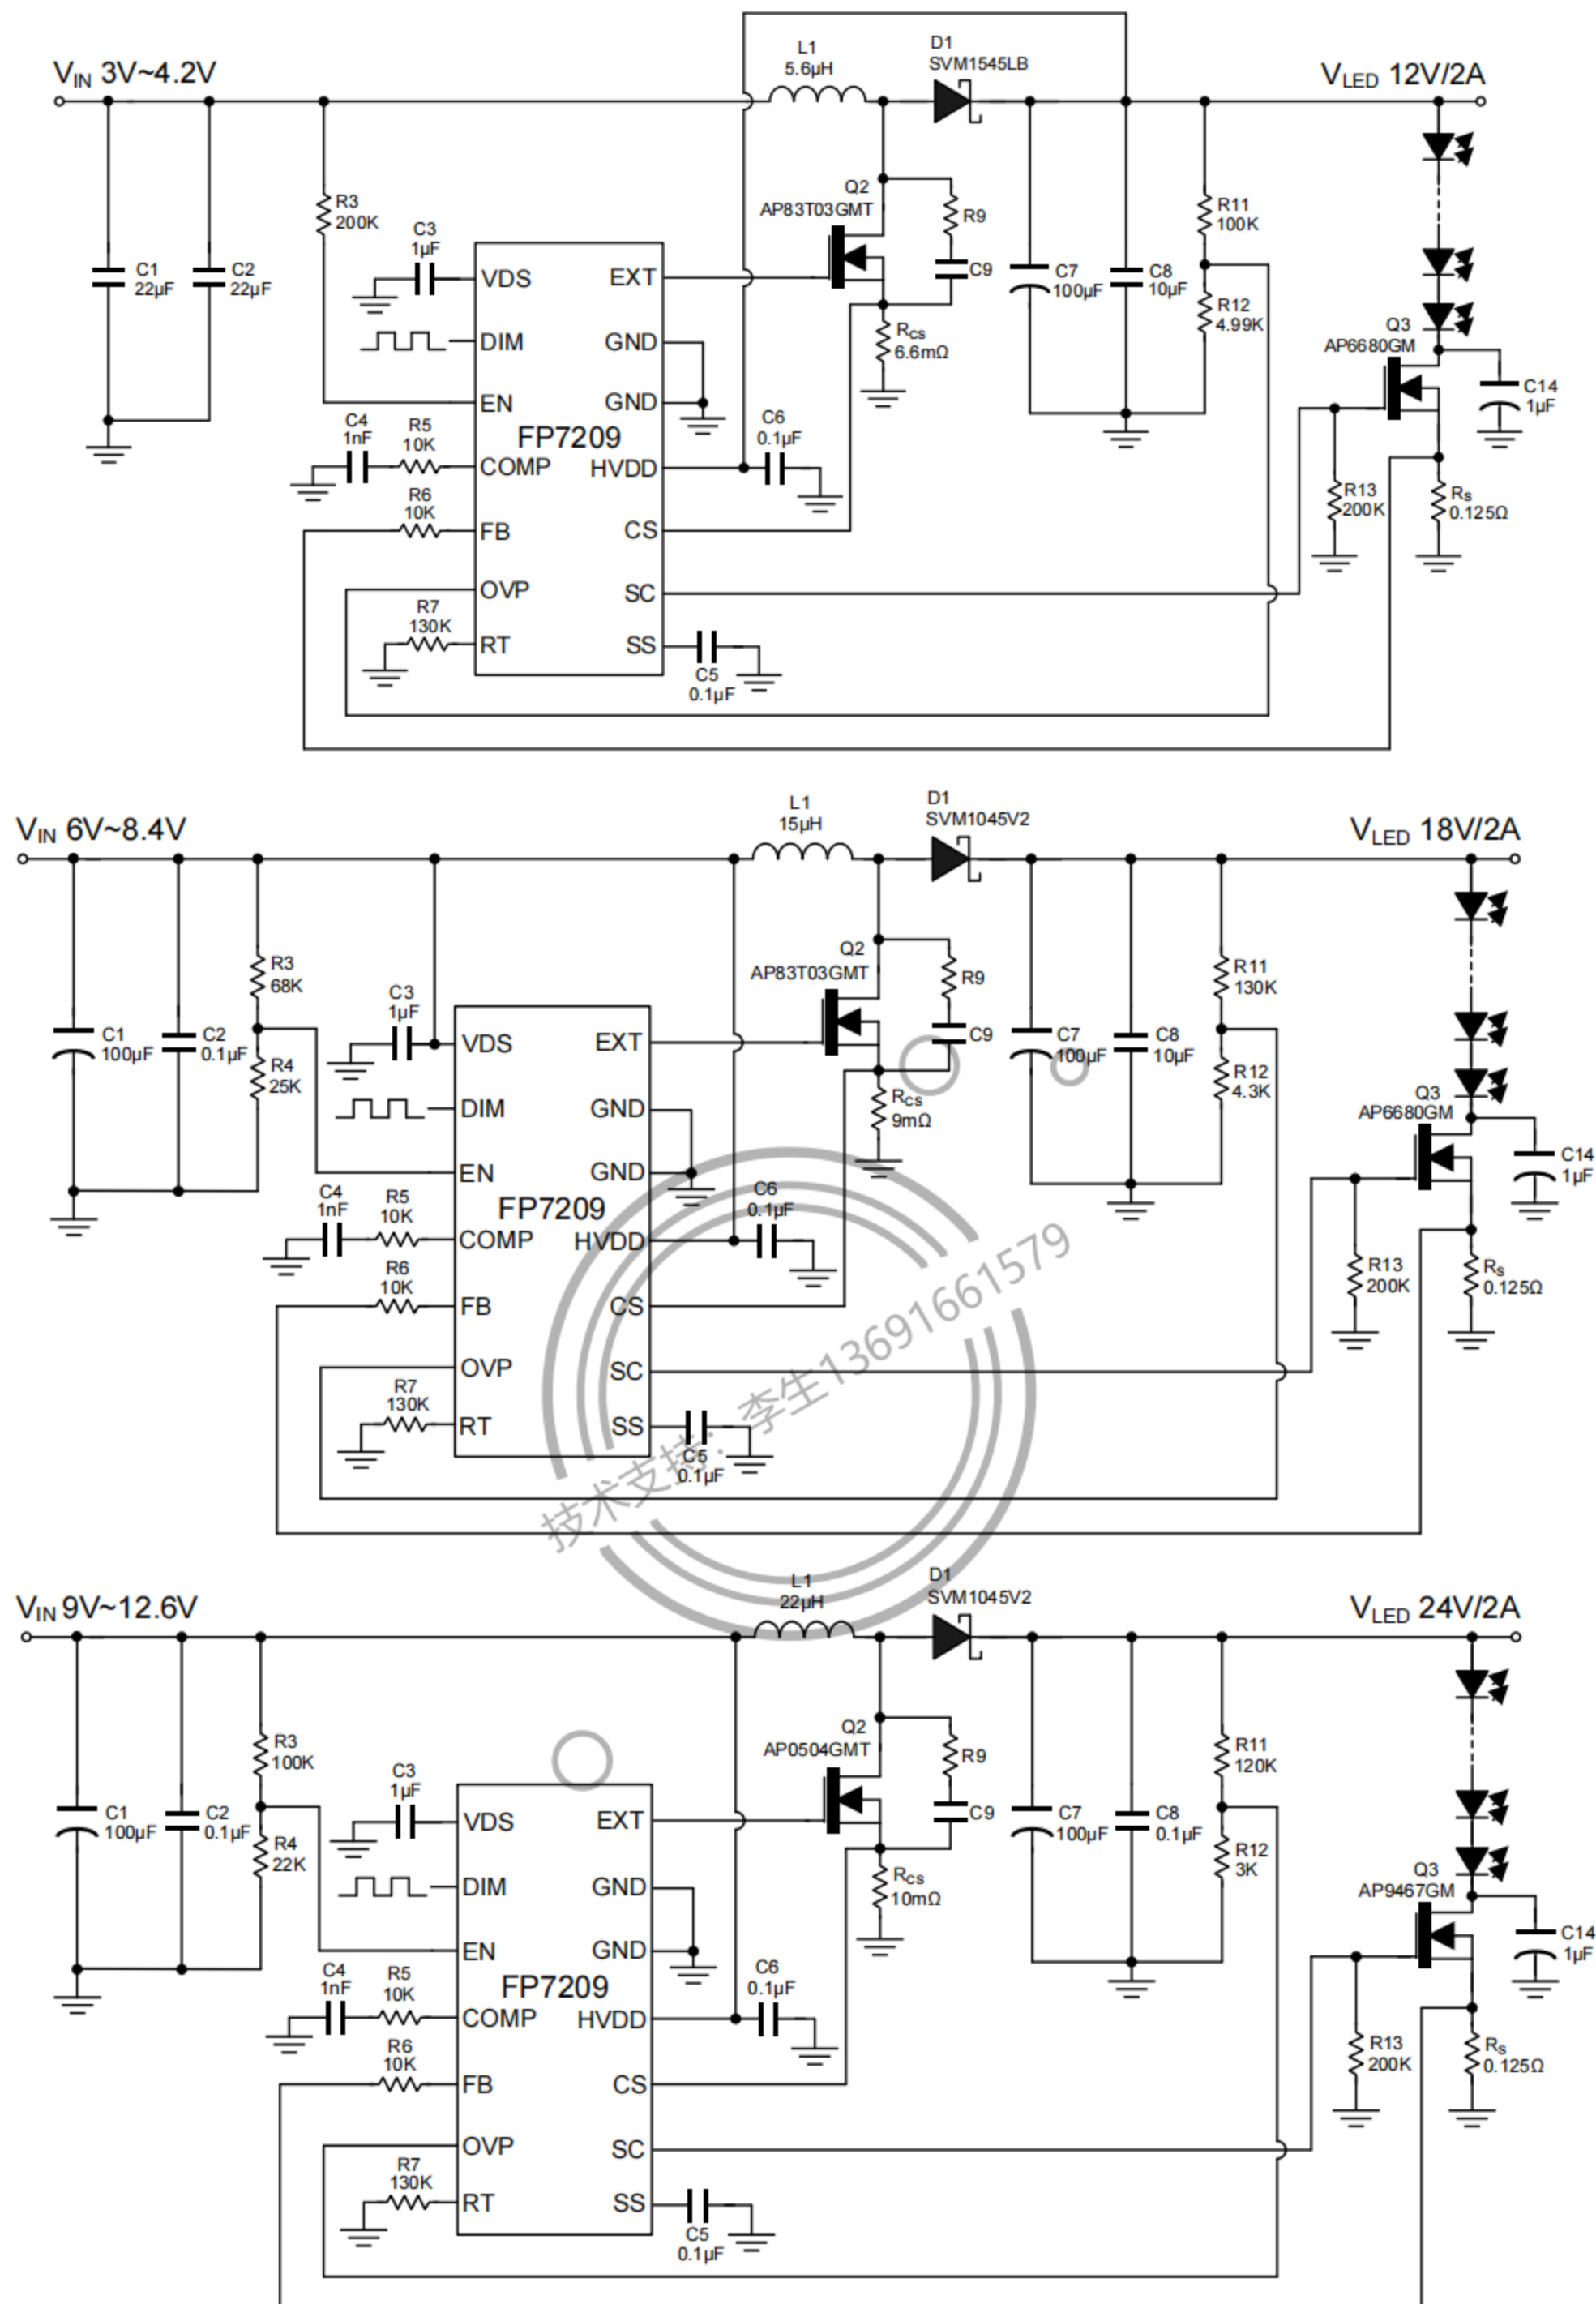 V_IN 3V~4.2V
L1
5.6µH
D1
SVM1545LB
V_LED 12V/2A
R3
200K
C3
1µF
Q2
AP83T03GMT
R9
C9
R11
100K
C1
22µF
C2
22µF
C7
100µF
C8
10µF
R12
4.99K
R_CS
6.6mΩ
Q3
AP6680GM
C14
1µF
VDS
EXT
DIM
GND
EN
GND
C4
1nF
R5
10K
FP7209
C6
0.1µF
COMP
HVDD
R6
10K
FB
CS
R13
200K
R_S
0.125Ω
OVP
SC
R7
130K
RT
SS
C5
0.1µF
V_IN 6V~8.4V
L1
15µH
D1
SVM1045V2
V_LED 18V/2A
R3
68K
C3
1µF
Q2
AP83T03GMT
R9
C9
R11
130K
C1
100µF
C2
0.1µF
R4
25K
C7
100µF
C8
10µF
R12
4.3K
R_CS
9mΩ
Q3
AP6680GM
C14
1µF
VDS
EXT
DIM
GND
EN
GND
C4
1nF
R5
10K
FP7209
C6
0.1µF
COMP
HVDD
R6
10K
FB
CS
R13
200K
R_S
0.125Ω
OVP
SC
R7
130K
RT
SS
C5
0.1µF
技术支持：李生13691661579
V_IN 9V~12.6V
L1
22µH
D1
SVM1045V2
V_LED 24V/2A
R3
100K
C3
1µF
Q2
AP0504GMT
R9
C9
R11
120K
C1
100µF
C2
0.1µF
R4
22K
C7
100µF
C8
0.1µF
R12
3K
R_CS
10mΩ
Q3
AP9467GM
C14
1µF
VDS
EXT
DIM
GND
EN
GND
C4
1nF
R5
10K
FP7209
C6
0.1µF
COMP
HVDD
R6
10K
FB
CS
R13
200K
R_S
0.125Ω
OVP
SC
R7
130K
RT
SS
C5
0.1µF